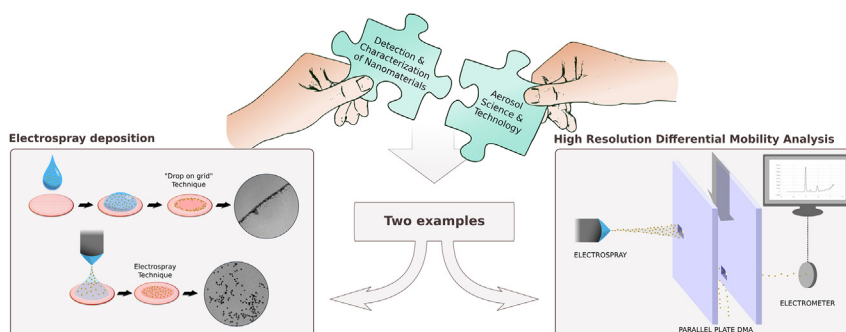 Detection &
Characterization
of Nanomaterials
Aerosol
Science &
Technology
Electrospray deposition
High Resolution Differential Mobility Analysis
"Drop on grid"
Technique
Electrospray
Technique
Two examples
ELECTROSPRAY
ELECTROMETER
PARALLEL PLATE DMA